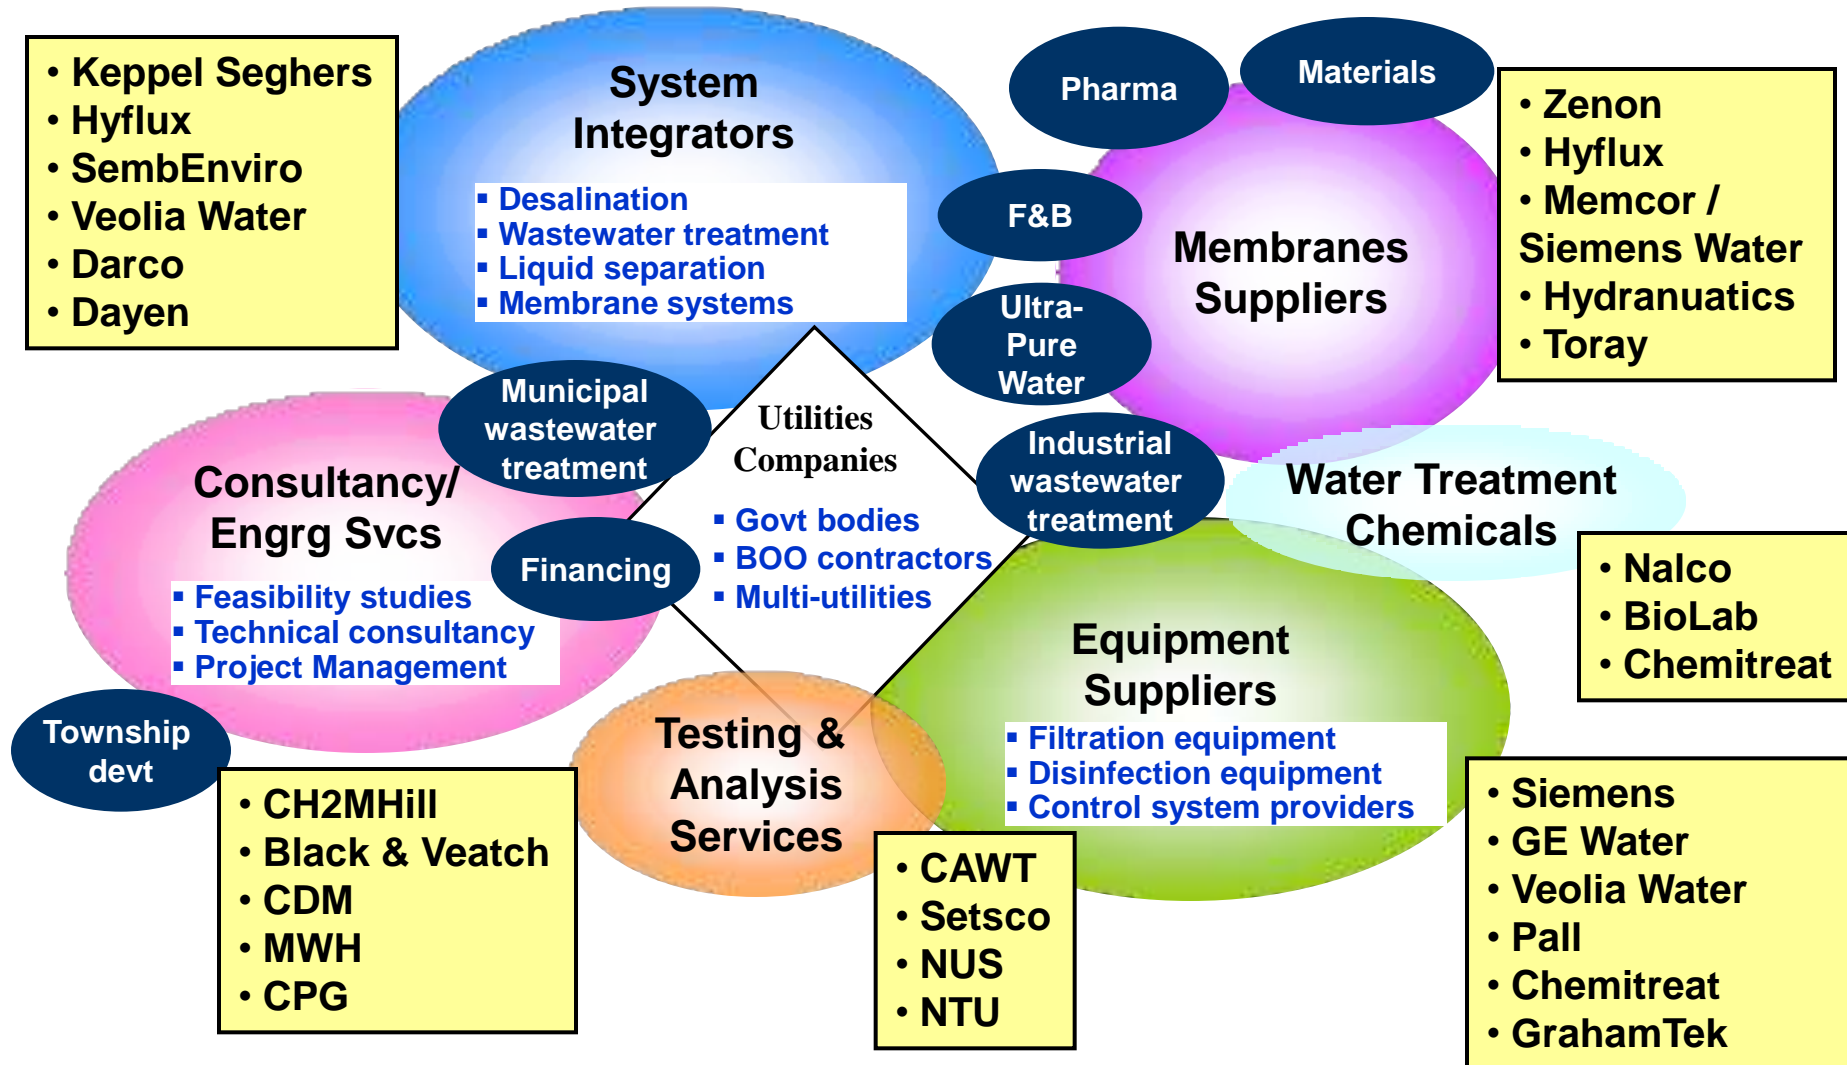 • Keppel Seghers
• Hyflux
• SembEnviro
• Veolia Water
• Darco
• Dayen
System
Integrators
▪ Desalination
▪ Wastewater treatment
▪ Liquid separation
▪ Membrane systems
Pharma
Materials
F&B
Ultra-
Pure
Water
Membranes
Suppliers
• Zenon
• Hyflux
• Memcor /
Siemens Water
• Hydranuatics
• Toray
Municipal
wastewater
treatment
Utilities
Companies
▪ Govt bodies
▪ BOO contractors
▪ Multi-utilities
Industrial
wastewater
treatment
Water Treatment
Chemicals
• Nalco
• BioLab
• Chemitreat
Consultancy/
Engrg Svcs
▪ Feasibility studies
▪ Technical consultancy
▪ Project Management
Financing
Township
devt
• CH2MHill
• Black & Veatch
• CDM
• MWH
• CPG
Testing &
Analysis
Services
• CAWT
• Setsco
• NUS
• NTU
Equipment
Suppliers
▪ Filtration equipment
▪ Disinfection equipment
▪ Control system providers
• Siemens
• GE Water
• Veolia Water
• Pall
• Chemitreat
• GrahamTek